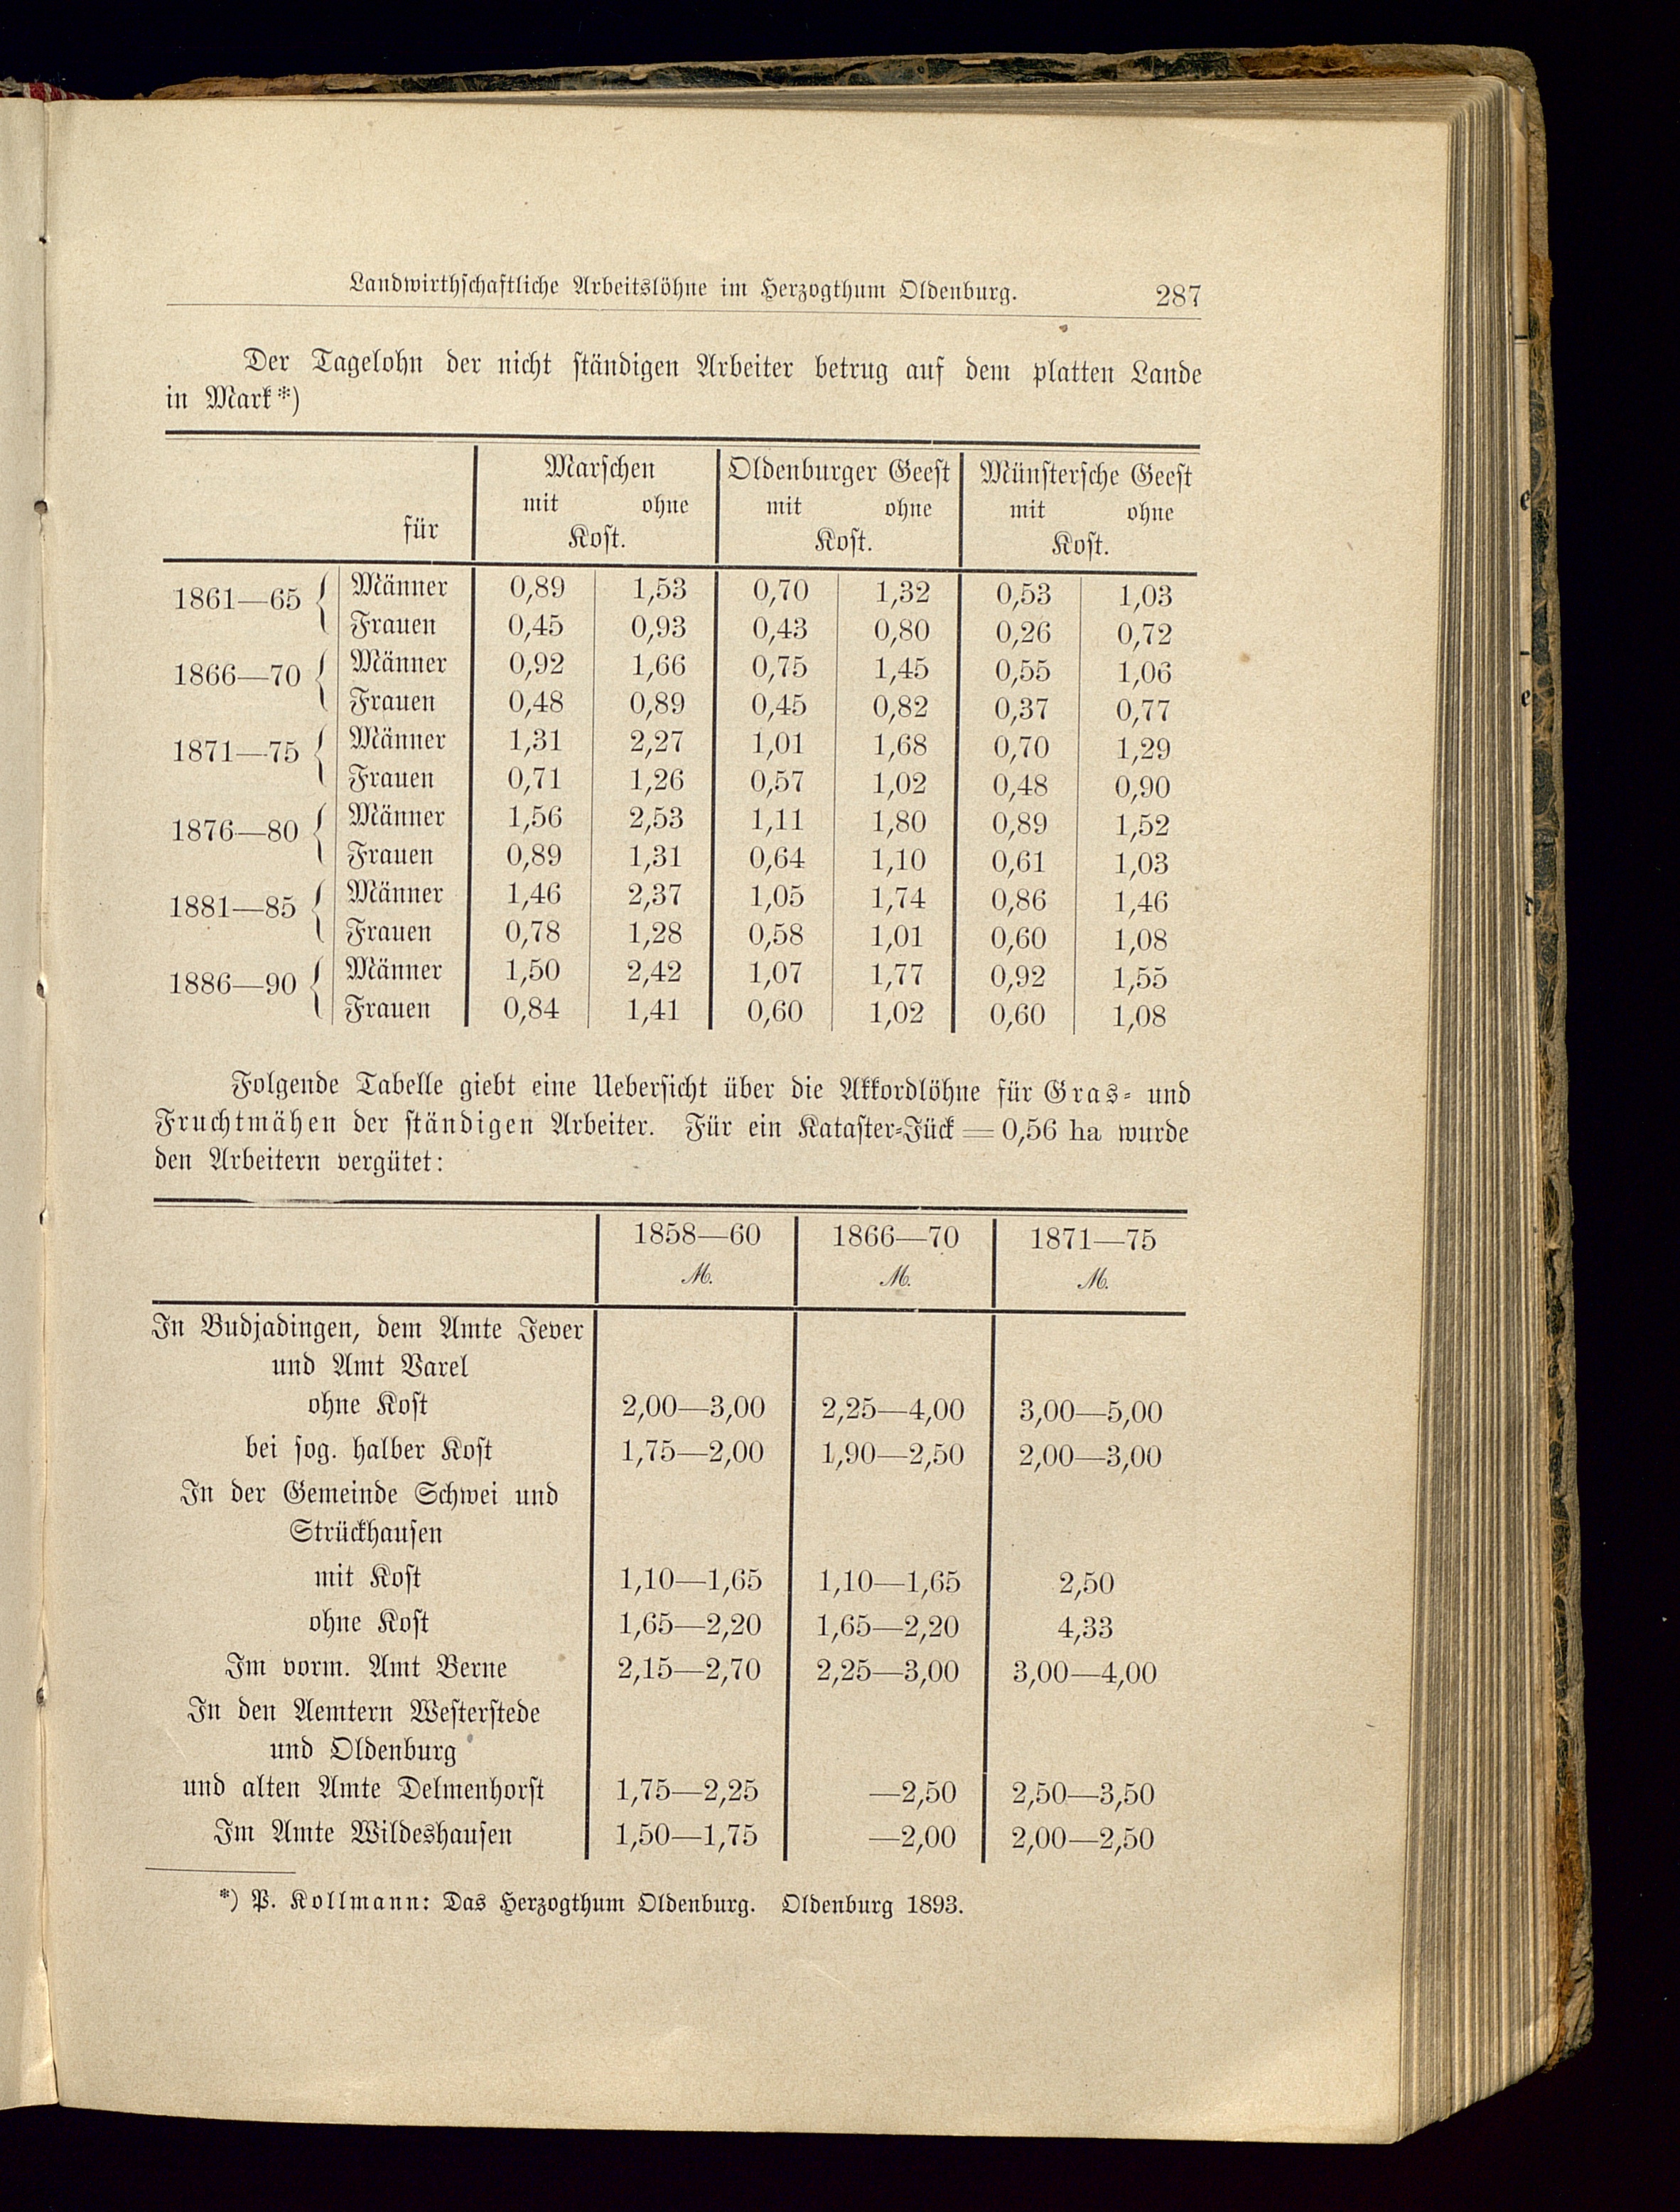 Landwirthschaftliche Arbeitslöhne im Herzogthum Oldenburg. 287
Der Tagelohn der nicht ständigen Arbeiter betrug auf dem platten Lande
in Mark*)
Marschen Oldenburger Geest Münstersche Geest
mit ohne mit ohne mit ohne
für Kost. Kost. Kost.
1861—65 { Männer 0,89 1,53 0,70 1,32 0,53 1,03
Frauen 0,45 0,93 0,43 0,80 0,26 0,72
1866—70 { Männer 0,92 1,66 0,75 1,45 0,55 1,06
Frauen 0,48 0,89 0,45 0,82 0,37 0,77
1871—75 { Männer 1,31 2,27 1,01 1,68 0,70 1,29
Frauen 0,71 1,26 0,57 1,02 0,48 0,90
1876—80 { Männer 1,56 2,53 1,11 1,80 0,89 1,52
Frauen 0,89 1,31 0,64 1,10 0,61 1,03
1881—85 { Männer 1,46 2,37 1,05 1,74 0,86 1,46
Frauen 0,78 1,28 0,58 1,01 0,60 1,08
1886—90 { Männer 1,50 2,42 1,07 1,77 0,92 1,55
Frauen 0,84 1,41 0,60 1,02 0,60 1,08
Folgende Tabelle giebt eine Uebersicht über die Akkordlöhne für Gras- und
Fruchtmähen der ständigen Arbeiter. Für ein Kataster-Jück = 0,56 ha wurde
den Arbeitern vergütet:
1858—60 1866—70 1871—75
M. M. M.
In Budjadingen, dem Amte Jever
und Amt Varel
ohne Kost 2,00—3,00 2,25—4,00 3,00—5,00
bei sog. halber Kost 1,75—2,00 1,90—2,50 2,00—3,00
In der Gemeinde Schwei und
Strückhausen
mit Kost 1,10—1,65 1,10—1,65 2,50
ohne Kost 1,65—2,20 1,65—2,20 4,33
Im vorm. Amt Berne 2,15—2,70 2,25—3,00 3,00—4,00
In den Aemtern Westerstede
und Oldenburg
und alten Amte Delmenhorst 1,75—2,25 —2,50 2,50—3,50
Im Amte Wildeshausen 1,50—1,75 —2,00 2,00—2,50
*) P. Kollmann: Das Herzogthum Oldenburg. Oldenburg 1893.